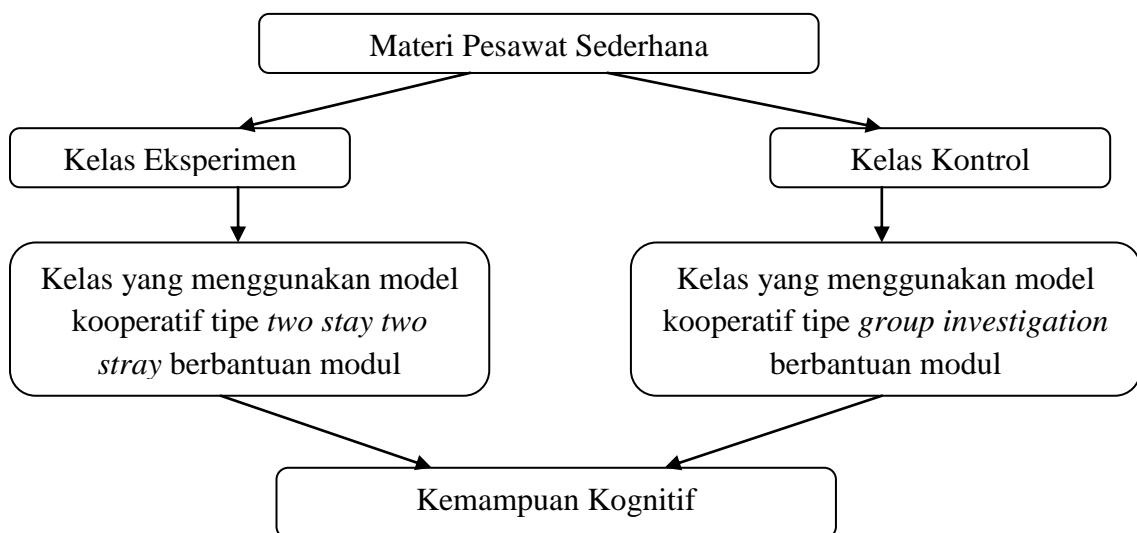 Materi Pesawat Sederhana
Kelas Eksperimen
Kelas Kontrol
Kelas yang menggunakan model
kooperatif tipe two stay two
stray berbantuan modul
Kelas yang menggunakan model
kooperatif tipe group investigation
berbantuan modul
Kemampuan Kognitif